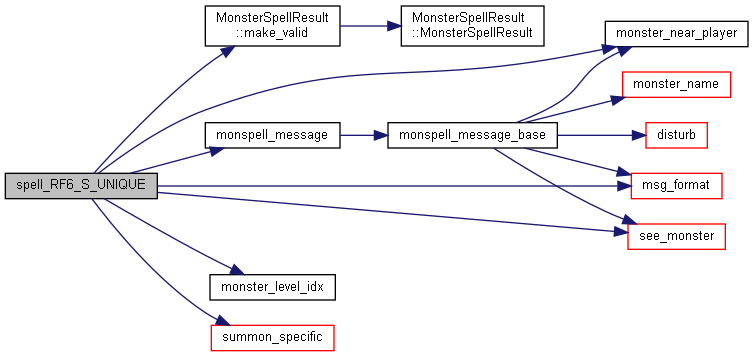 MonsterSpellResult
::make_valid
MonsterSpellResult
::MonsterSpellResult
monster_near_player
monster_name
monspell_message
monspell_message_base
disturb
spell_RF6_S_UNIQUE
msg_format
see_monster
monster_level_idx
summon_specific